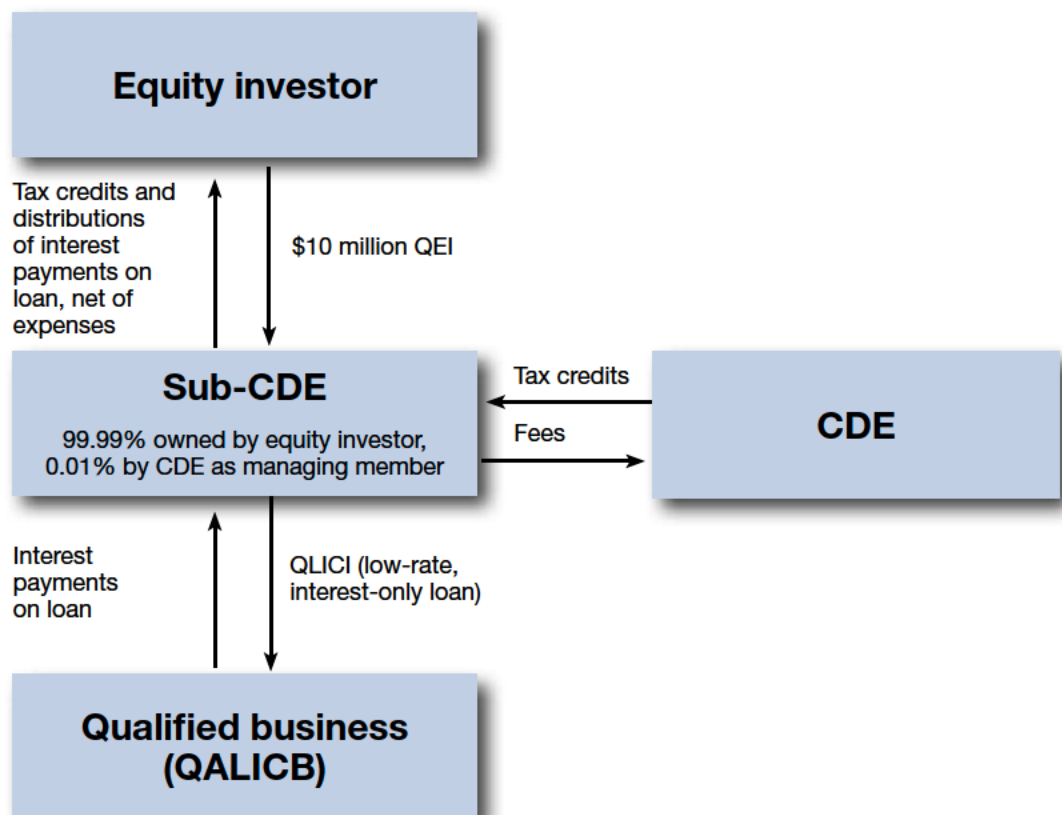 Equity investor
Tax credits and
distributions
of interest
payments on
loan, net of
expenses
$10 million QEI
Sub-CDE
99.99% owned by equity investor,
0.01% by CDE as managing member
Tax credits
Fees
CDE
Interest
payments
on loan
QLICI (low-rate,
interest-only loan)
Qualified business
(QALICB)